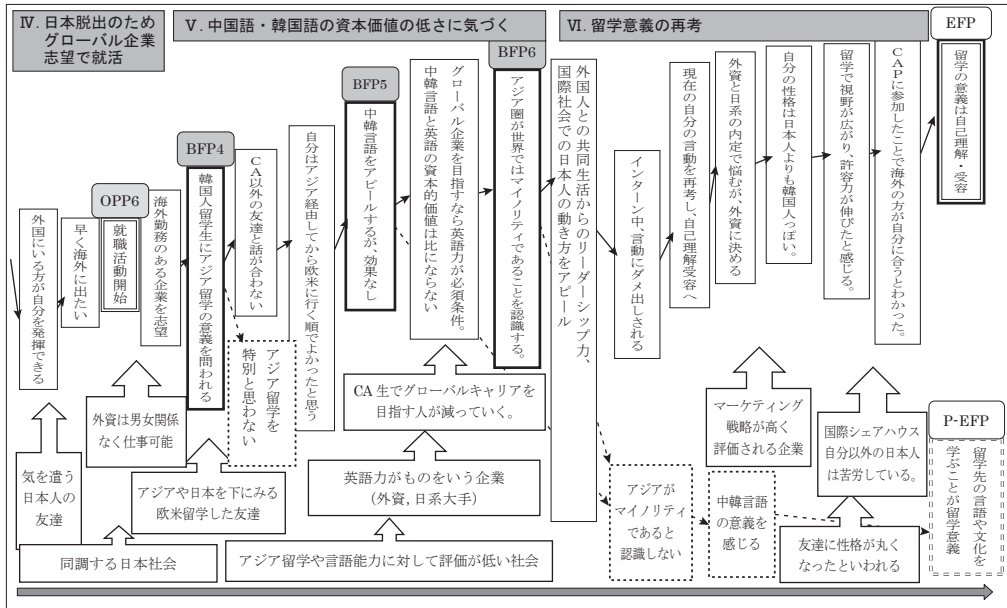 Ⅳ. 日本脱出のため
グローバル企業
志望で就活
Ⅴ. 中国語・韓国語の資本価値の低さに気づく
Ⅵ. 留学意義の再考
EFP
外国にいる方が自分を発揮できる
早く海外に出たい
OPP6
就職活動開始
海外勤務のある企業を志望
BFP4
韓国人留学生にアジア留学の意義を問われる
CA以外の友達と話が合わない
アジア留学を
特別と思わない
自分はアジア経由してから欧米に行く順でよかったと思う
BFP5
中韓言語をアピールするが、効果なし
グローバル企業を目指すなら英語力が必須条件。
中韓言語と英語の資本的価値は比にならない
BFP6
アジア圏が世界ではマイノリティであることを認識する。
外国人との共同生活からのリーダーシップ力、
国際社会での日本人の動き方をアピール
インターン中、言動にダメ出しされる
現在の自分の言動を再考し、自己理解受容へ
外資と日系の内定で悩むが、外資に決める
自分の性格は日本人よりも韓国人っぽい。
留学で視野が広がり、許容力が伸びたと感じる。
CAPに参加したことで海外の方が自分に合うとわかった。
留学の意義は自己理解・受容
気を遣う
日本人の
友達
外資は男女関係
なく仕事可能
同調する日本社会
アジアや日本を下にみる
欧米留学した友達
CA生でグローバルキャリアを
目指す人が減っていく。
英語力がものをいう企業
(外資, 日系大手)
アジア留学や言語能力に対して評価が低い社会
アジアが
マイノリティ
であると
認識しない
中韓言語
の意義を
感じる
マーケティング
戦略が高く
評価される企業
国際シェアハウス
自分以外の日本人
は苦労している。
友達に性格が丸く
なったといわれる
P-EFP
留学先の言語や文化を
学ぶことが留学意義